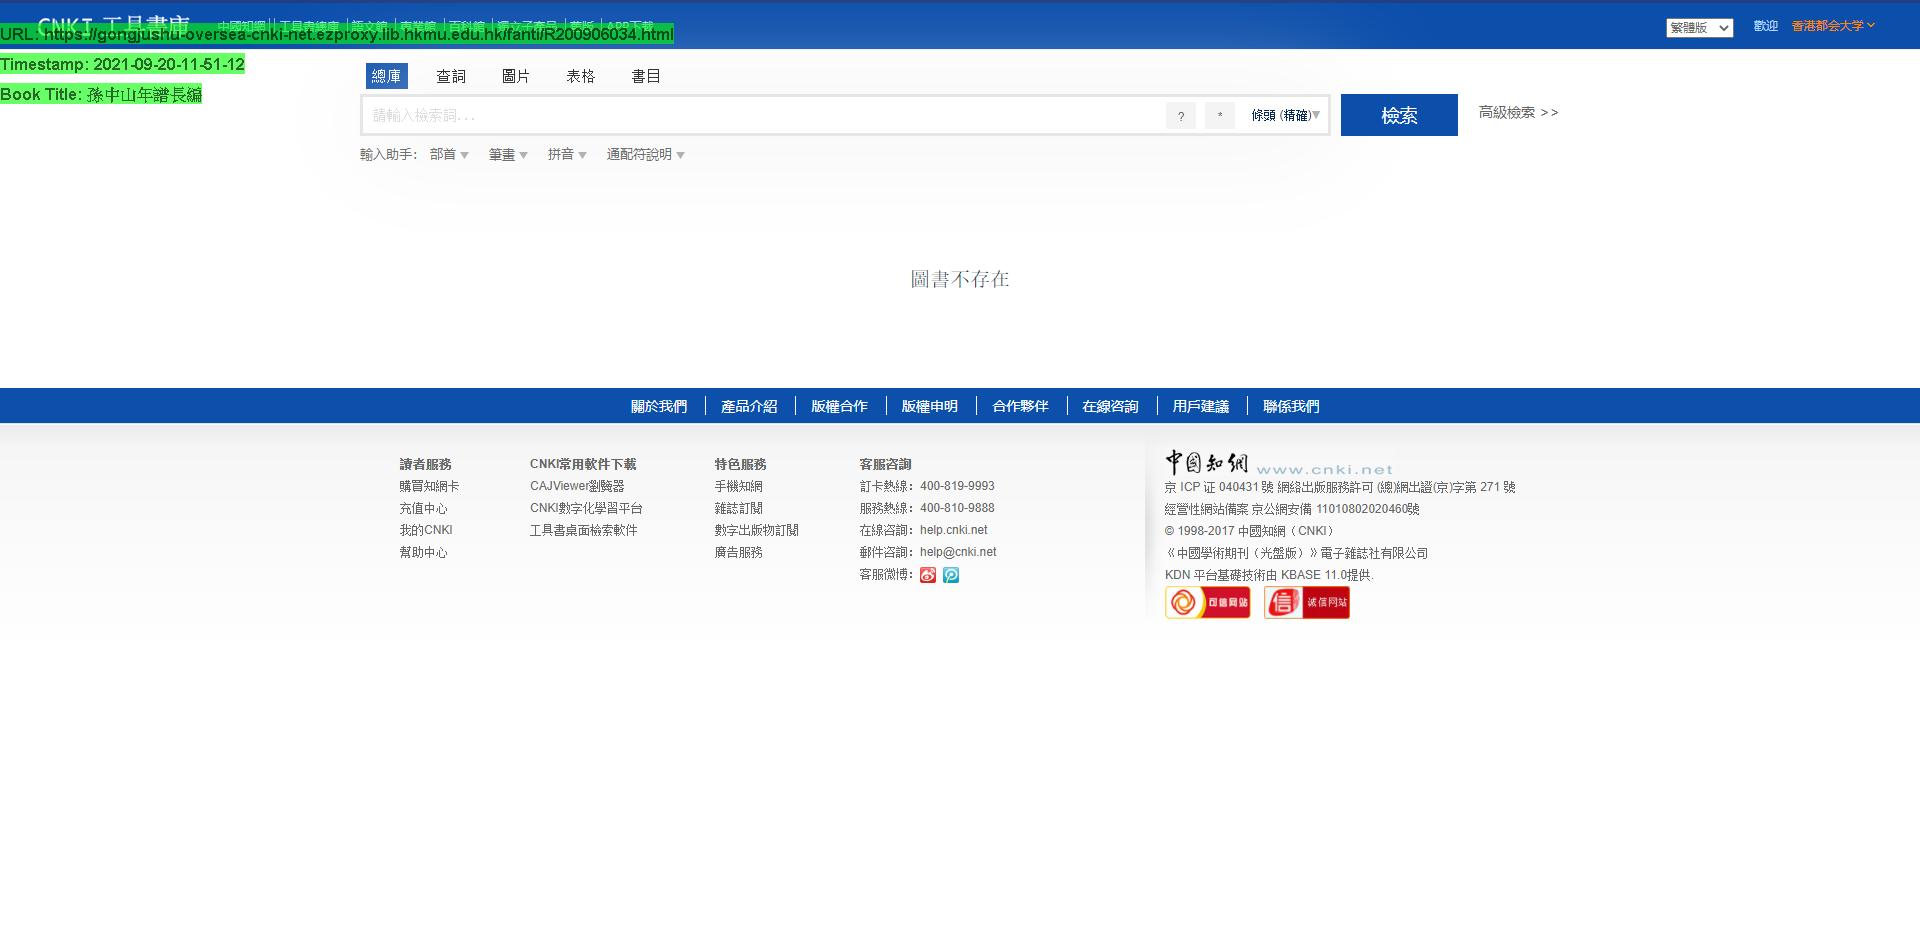 CNKI 工具書庫
中國知網 工具書總庫 語文館 專業館 百科館 獨立子產品 舊版 APP下載
繁體版 歡迎 香港都会大学
URL: https://gongjushu-oversea-cnki-net.ezproxy.lib.hkmu.edu.hk/fanti/R200906034.html
Timestamp: 2021-09-20-11-51-12
Book Title: 孫中山年譜長編
總庫 查詞 圖片 表格 書目
請輸入檢索詞... ? * 條頭 (精確) 檢索 高級檢索 >>
輸入助手: 部首 筆畫 拼音 通配符說明
圖書不存在
關於我們 產品介紹 版權合作 版權申明 合作夥伴 在線咨詢 用戶建議 聯係我們
讀者服務
購買知網卡
充值中心
我的CNKI
幫助中心
CNKI常用軟件下載
CAJViewer瀏覽器
CNKI數字化學習平台
工具書桌面檢索軟件
特色服務
手機知網
雜誌訂閱
數字出版物訂閱
廣告服務
客服咨詢
訂卡熱線：400-819-9993
服務熱線：400-810-9888
在線咨詢：help.cnki.net
郵件咨詢：help@cnki.net
客服微博：
中國知網 www.cnki.net
京 ICP 证 040431 號 網絡出版服務許可 (總)網出證(京)字第 271 號
經營性網站備案 京公網安備 11010802020460號
© 1998-2017 中國知網（CNKI）
《中國學術期刊（光盤版）》電子雜誌社有限公司
KDN 平台基礎技術由 KBASE 11.0提供.
可信网站 诚信网站